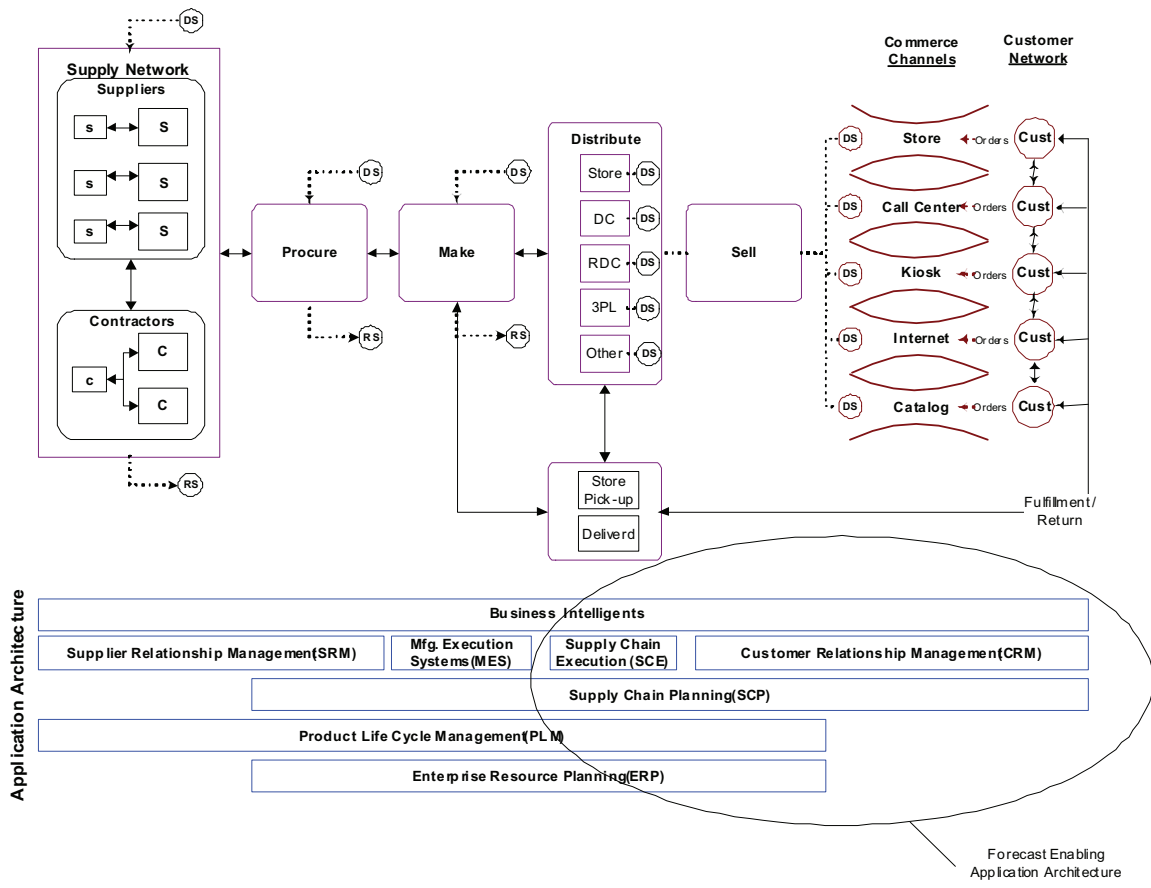 DS
Commerce
Channels
Customer
Network
Supply Network
Suppliers
s
S
s
S
s
S
Contractors
C
c
C
RS
DS
Procure
RS
DS
Make
RS
Distribute
Store
DS
DC
DS
RDC
DS
3PL
DS
Other
DS
Sell
DS
Store
Orders
Cust
DS
Call Center
Orders
Cust
DS
Kiosk
Orders
Cust
DS
Internet
Orders
Cust
DS
Catalog
Orders
Cust
Store
Pick-up
Deliverd
Fulfillment/
Return
Application Architecture
Business Intelligents
Supplier Relationship Management(SRM)
Mfg. Execution
Systems(MES)
Supply Chain
Execution (SCE)
Customer Relationship Management(CRM)
Supply Chain Planning(SCP)
Product Life Cycle Management(PLM)
Enterprise Resource Planning(ERP)
Forecast Enabling
Application Architecture